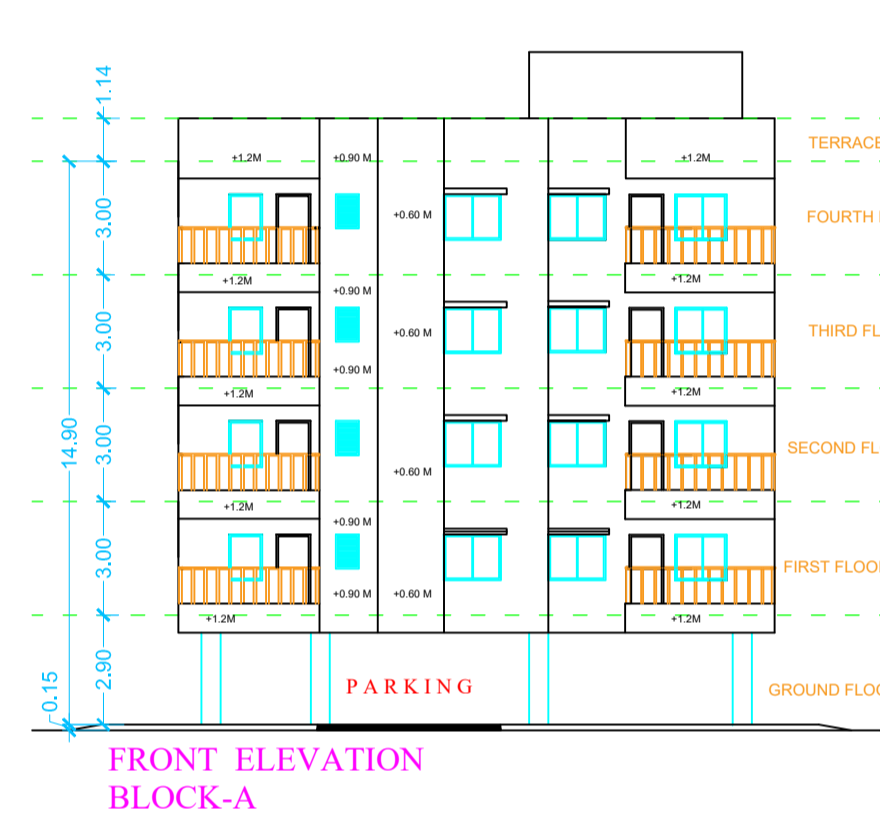 1.14
TERRACE
+1.2M +0.90 M +1.2M
3.00
+0.60 M
FOURTH
+1.2M +0.90 M +1.2M
3.00
+0.60 M
THIRD FL
+0.90 M
+1.2M +1.2M
14.90
3.00
SECOND FL
+0.60 M
+1.2M +1.2M
+0.90 M
3.00
FIRST FLOO
+0.90 M +0.60 M
+1.2M +1.2M
2.90
0.15
PARKING
GROUND FLOO
FRONT ELEVATION
BLOCK-A